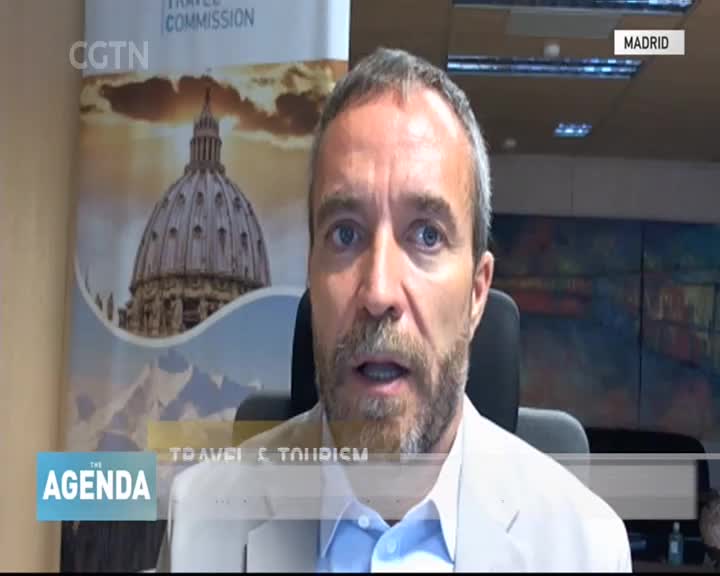 COMMISSION
CGTN
MADRID
TRAVEL & TOURISM
THE
AGENDA